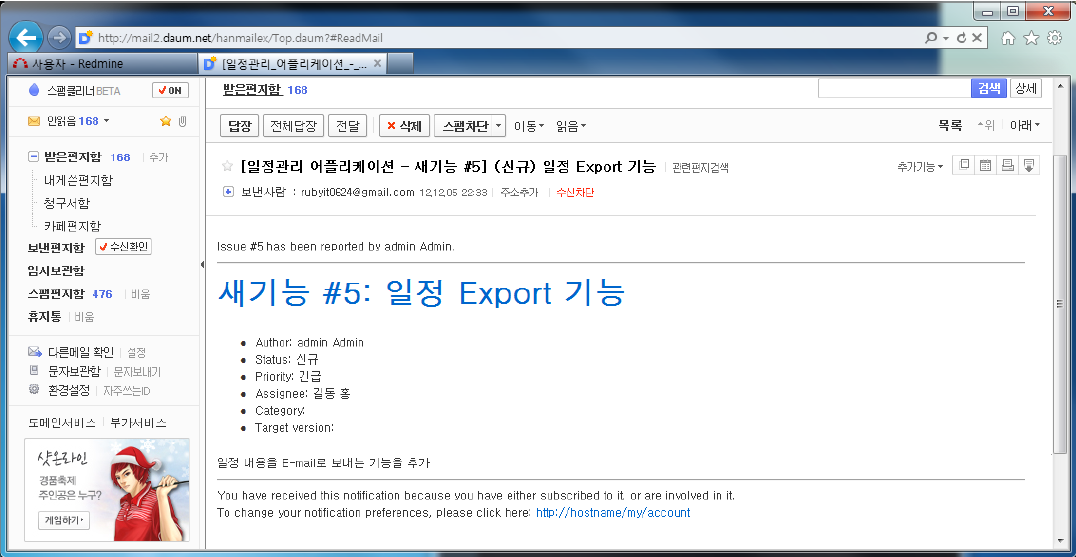 http://mail2.daum.net/hanmailex/Top.daum?#ReadMail
사용자 - Redmine
[일정관리_어플리케이션_-_...
스팸클리너BETA
ON
받은편지함 168
검색
상세
안읽음 168
답장
전체답장
전달
삭제
스팸차단
이동
읽음
목록
위
아래
받은편지함 168
추가
내게쓴편지함
청구서함
카페편지함
보낸편지함
수신확인
임시보관함
스팸편지함 476
비움
휴지통
비움
다른메일 확인
설정
문자보관함
문자보내기
환경설정
자주쓰는ID
도메인서비스
부가서비스
샷온라인
경품축제
주인공은 누구?
게임하기
[일정관리 어플리케이션 - 새기능 #5] (신규) 일정 Export 기능
관련편지검색
추가기능
보낸사람 : rubyit0624@gmail.com 12.12.05 22:33
주소추가
수신차단
Issue #5 has been reported by admin Admin.
새기능 #5: 일정 Export 기능
Author: admin Admin
Status: 신규
Priority: 긴급
Assignee: 길동 홍
Category:
Target version:
일정 내용을 E-mail로 보내는 기능을 추가
You have received this notification because you have either subscribed to it, or are involved in it.
To change your notification preferences, please click here: http://hostname/my/account